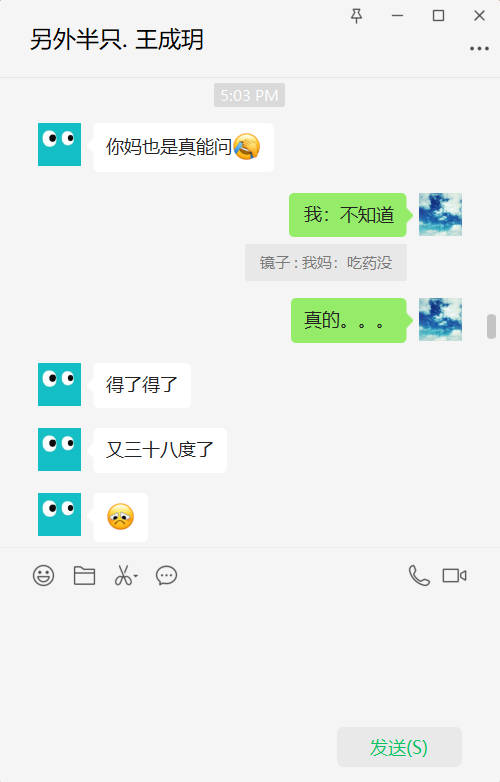 另外半只. 王成玥
5:03 PM
你妈也是真能问
我：不知道
镜子 : 我妈：吃药没
真的。。。
得了得了
又三十八度了
发送(S)